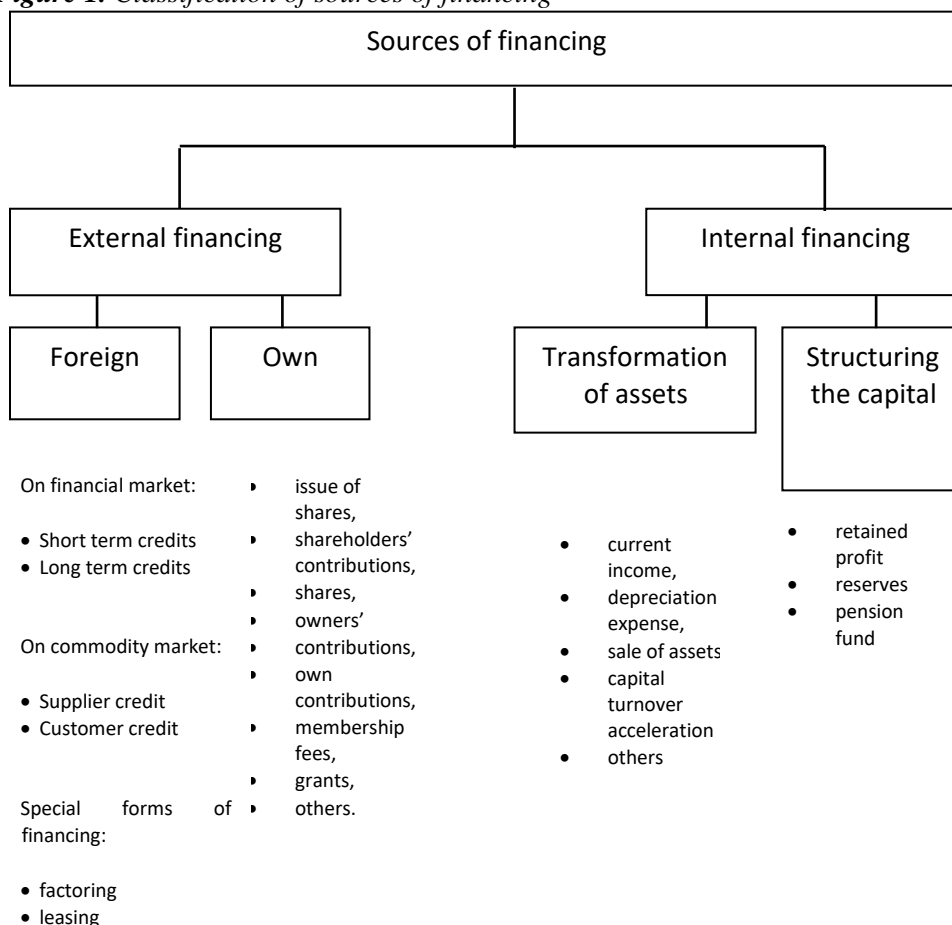 Figure 1. Classification of sources of financing
Sources of financing
External financing
Internal financing
Foreign
Own
Transformation
of assets
Structuring
the capital
On financial market:
• Short term credits
• Long term credits
On commodity market:
• Supplier credit
• Customer credit
Special forms of
financing:
• factoring
• leasing
• issue of
shares,
• shareholders’
contributions,
• shares,
• owners’
• contributions,
• own
contributions,
• membership
fees,
• grants,
• others.
• current
income,
• depreciation
expense,
• sale of assets
• capital
turnover
acceleration
• others
• retained
profit
• reserves
• pension
fund